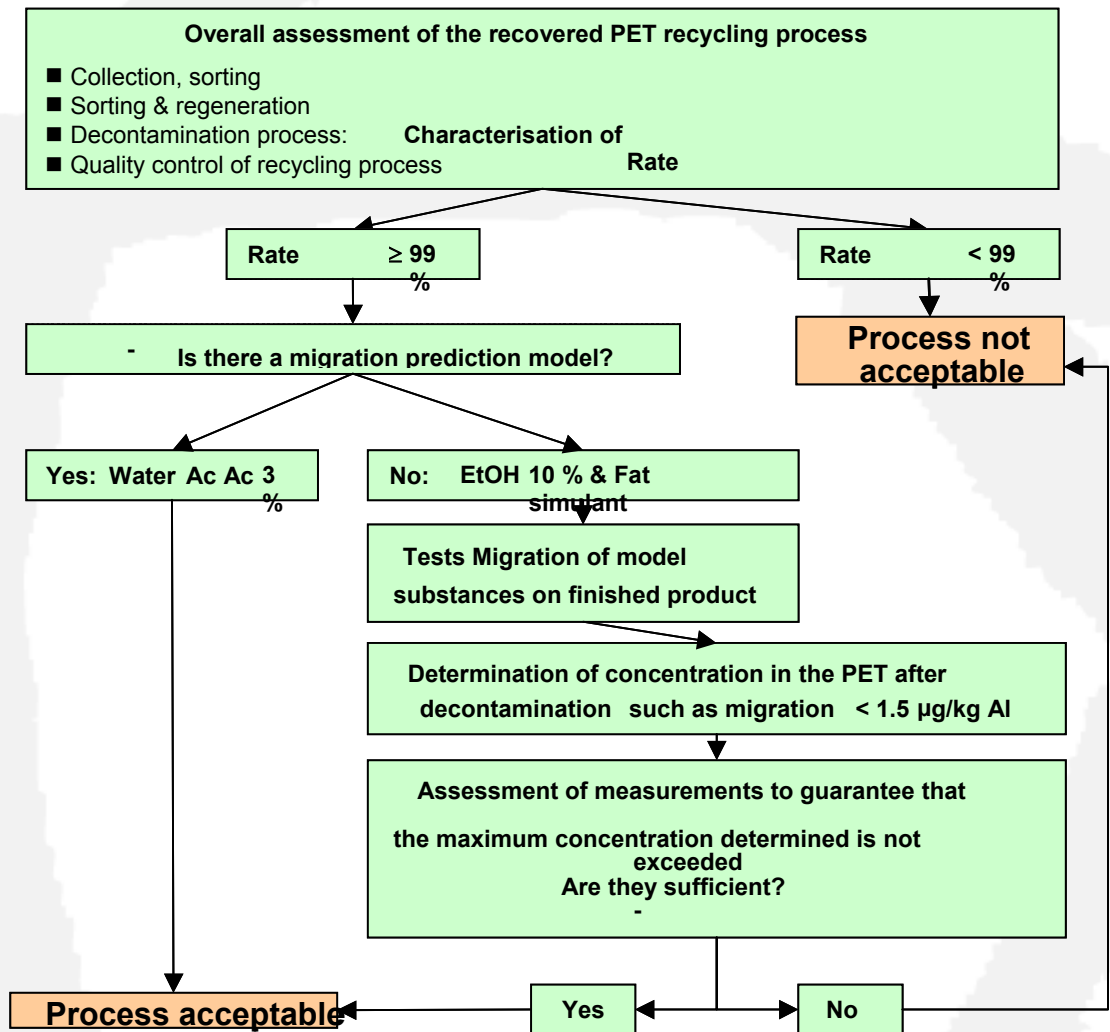 Overall assessment of the recovered PET recycling process
■ Collection, sorting
■ Sorting & regeneration
■ Decontamination process: Characterisation of
■ Quality control of recycling process Rate
Rate ≥ 99
%
Rate < 99
%
- Is there a migration prediction model?
Process not
acceptable
Yes: Water Ac Ac 3
%
No: EtOH 10 % & Fat
simulant
Tests Migration of model
substances on finished product
Determination of concentration in the PET after
decontamination such as migration < 1.5 µg/kg Al
Assessment of measurements to guarantee that
the maximum concentration determined is not
exceeded
Are they sufficient?
-
Process acceptable
Yes
No